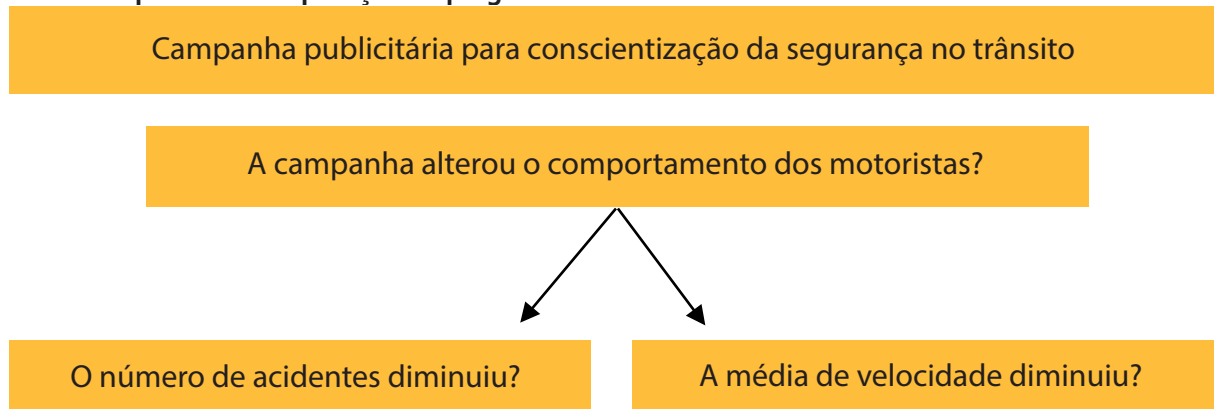 Campanha publicitária para conscientização da segurança no trânsito
A campanha alterou o comportamento dos motoristas?
O número de acidentes diminuiu?
A média de velocidade diminuiu?